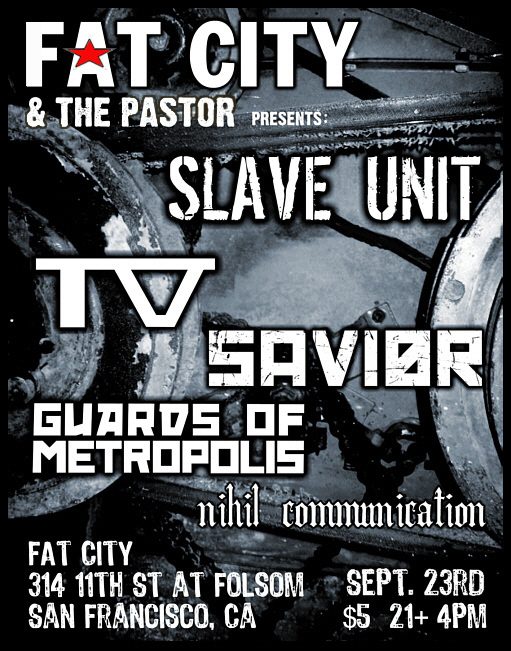 FAT CITY
& THE PASTOR PRESENTS:
SLAVE UNIT
TV
SAVIØR
GUARDS OF
METROPOLIS
nihil communication
FAT CITY
314 11TH ST AT FOLSOM
SAN FRANCISCO, CA
SEPT. 23RD
$5 21+ 4PM